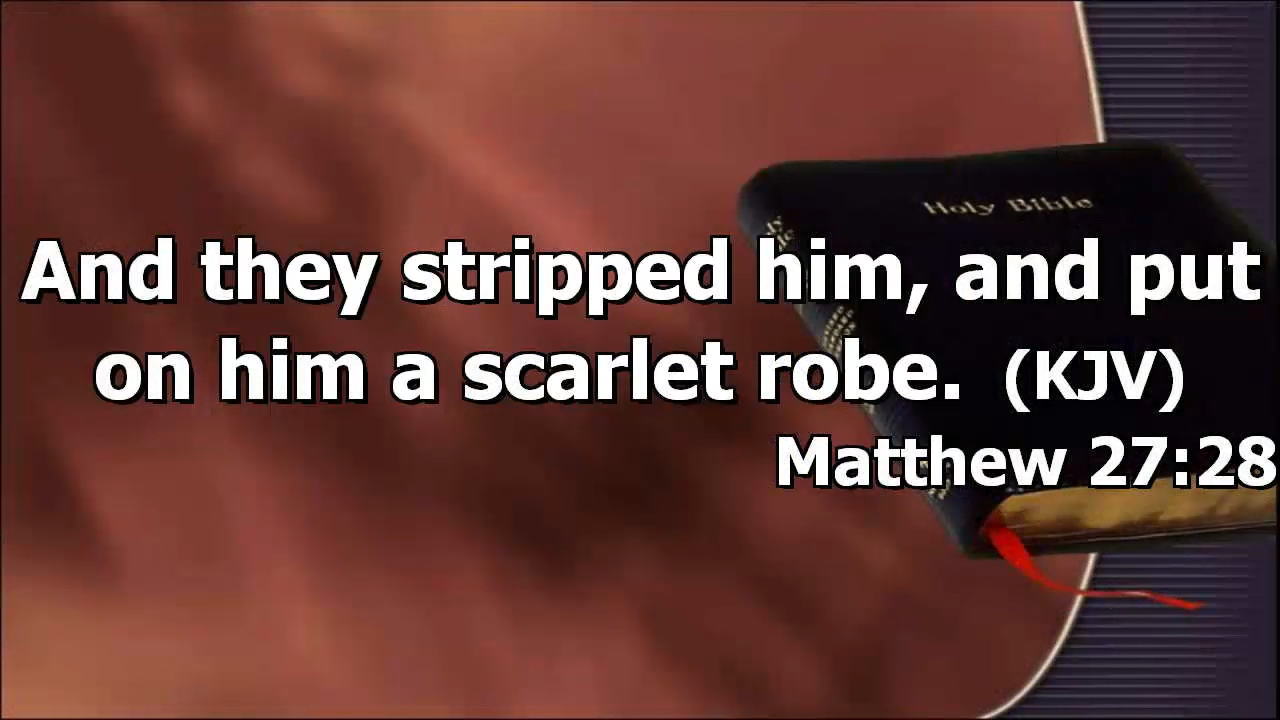 Holy Bible
And they stripped him, and put
on him a scarlet robe. (KJV)
Matthew 27:28